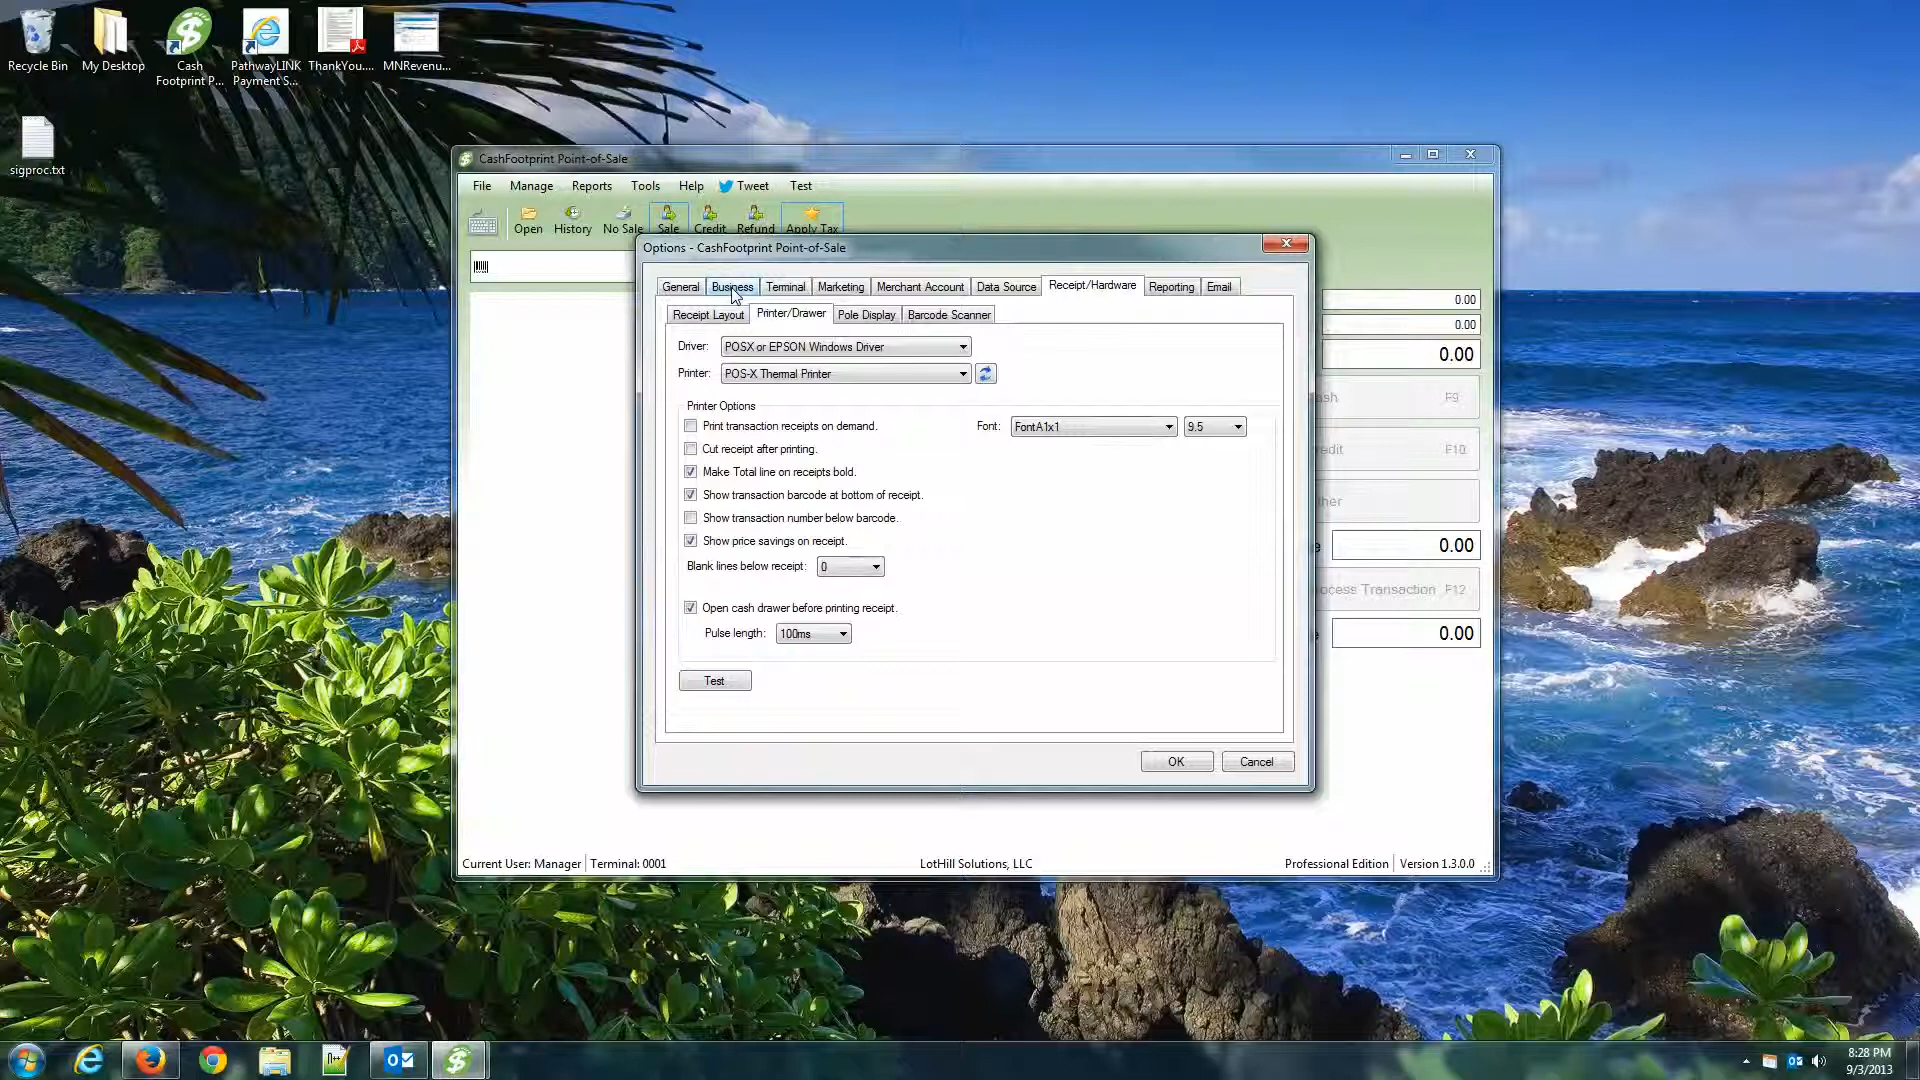 Recycle Bin
My Desktop
Cash
Footprint P...
PathwayLINK
Payment S...
ThankYou....
MNRevenu...
sigproc.txt
CashFootprint Point-of-Sale
File Manage Reports Tools Help Tweet Test
Open History No Sale Sale Credit Refund Apply Tax
Options - CashFootprint Point-of-Sale
General Business Terminal Marketing Merchant Account Data Source Receipt/Hardware Reporting Email
Receipt Layout Printer/Drawer Pole Display Barcode Scanner
Driver: POSX or EPSON Windows Driver
Printer: POS-X Thermal Printer
Printer Options
Print transaction receipts on demand.
Font: FontA1x1 9.5
Cut receipt after printing.
Make Total line on receipts bold.
Show transaction barcode at bottom of receipt.
Show transaction number below barcode.
Show price savings on receipt.
Blank lines below receipt: 0
Open cash drawer before printing receipt.
Pulse length: 100ms
Test
OK Cancel
0.00
0.00
0.00
ash F9
redit F10
ther
e 0.00
rocess Transaction F12
e 0.00
Current User: Manager Terminal: 0001 LotHill Solutions, LLC Professional Edition Version 1.3.0.0
8:28 PM
9/3/2013